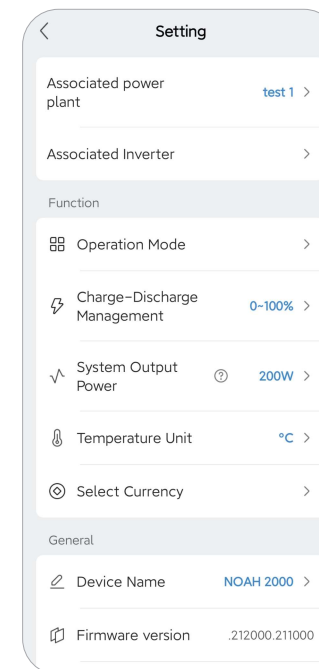 Setting
Associated power
plant
test 1
Associated Inverter
Function
Operation Mode
Charge-Discharge
Management
0~100%
System Output
Power
200W
Temperature Unit
°C
Select Currency
General
Device Name
NOAH 2000
Firmware version
.212000.211000